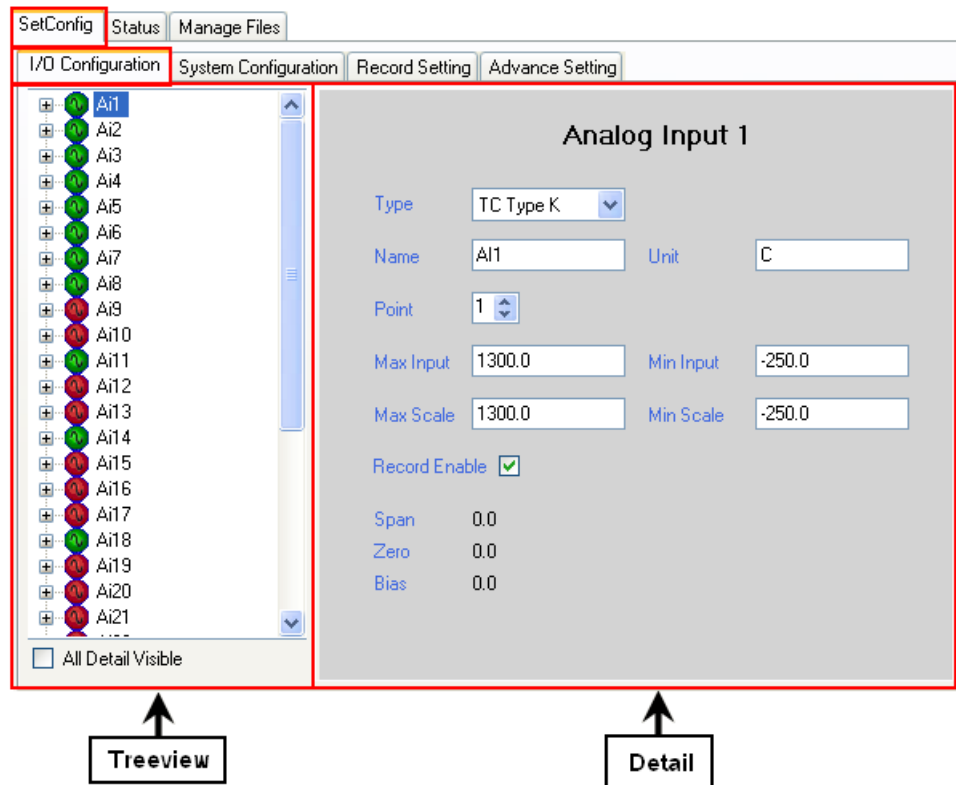 SetConfig Status Manage Files
I/O Configuration System Configuration Record Setting Advance Setting
Ai1
Ai2
Ai3
Ai4
Ai5
Ai6
Ai7
Ai8
Ai9
Ai10
Ai11
Ai12
Ai13
Ai14
Ai15
Ai16
Ai17
Ai18
Ai19
Ai20
Ai21
All Detail Visible
Analog Input 1
Type TC Type K
Name AI1 Unit C
Point 1
Max Input 1300.0 Min Input -250.0
Max Scale 1300.0 Min Scale -250.0
Record Enable
Span 0.0
Zero 0.0
Bias 0.0
Treeview
Detail